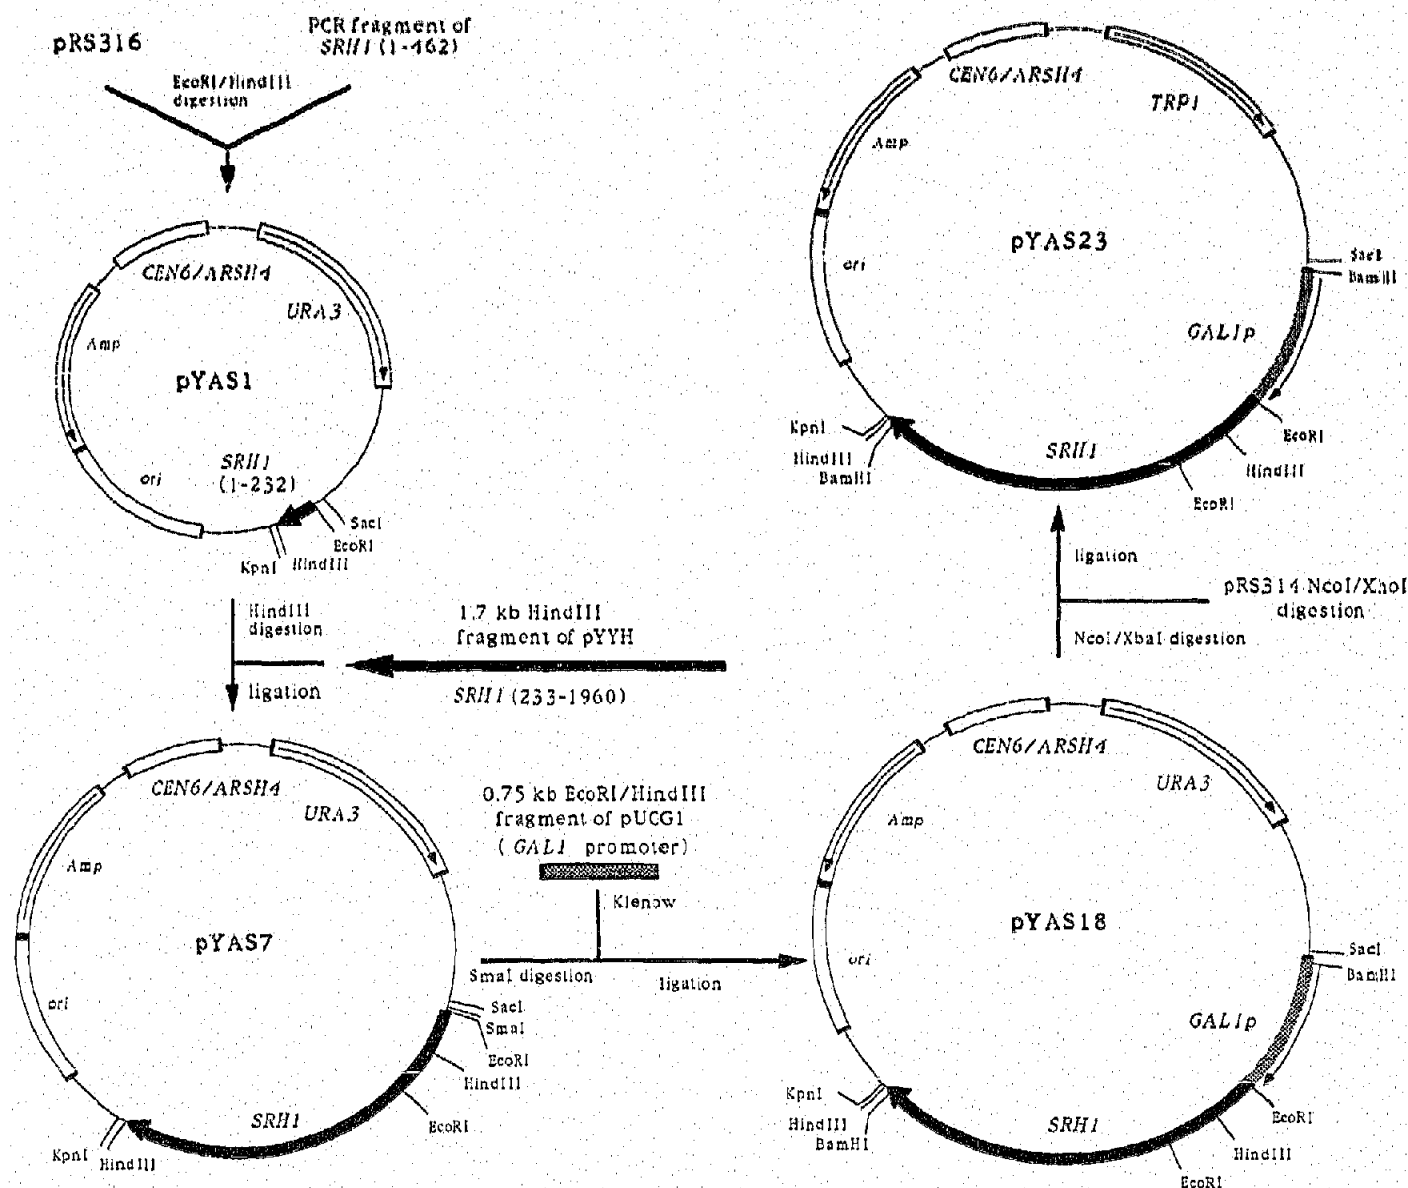 pRS316
PCR fragment of
SRH1 (1-462)
EcoRI/HindIII
digestion
CEN6/ARSH4
URA3
Amp
pYAS1
ori
SRH1
(1-232)
SacI
EcoRI
KpnI HindIII
HindIII
digestion
ligation
1.7 kb HindIII
fragment of pYYH
SRH1 (233-1960)
CEN6/ARSH4
URA3
Amp
pYAS7
ori
SacI
SmaI
EcoRI
HindIII
EcoRI
SRH1
KpnI HindIII
0.75 kb EcoRI/HindIII
fragment of pUCG1
(GAL1 promoter)
Klenow
SmaI digestion
ligation
CEN6/ARSH4
TRP1
Amp
pYAS23
ori
SacI
BamHI
GAL1p
KpnI
HindIII
BamHI
SRH1
EcoRI
HindIII
EcoRI
ligation
pRS314 NcoI/XhoI
digestion
NcoI/XbaI digestion
CEN6/ARSH4
URA3
Amp
pYAS18
ori
SacI
BamHI
GAL1p
KpnI
HindIII
BamHI
SRH1
EcoRI
HindIII
EcoRI